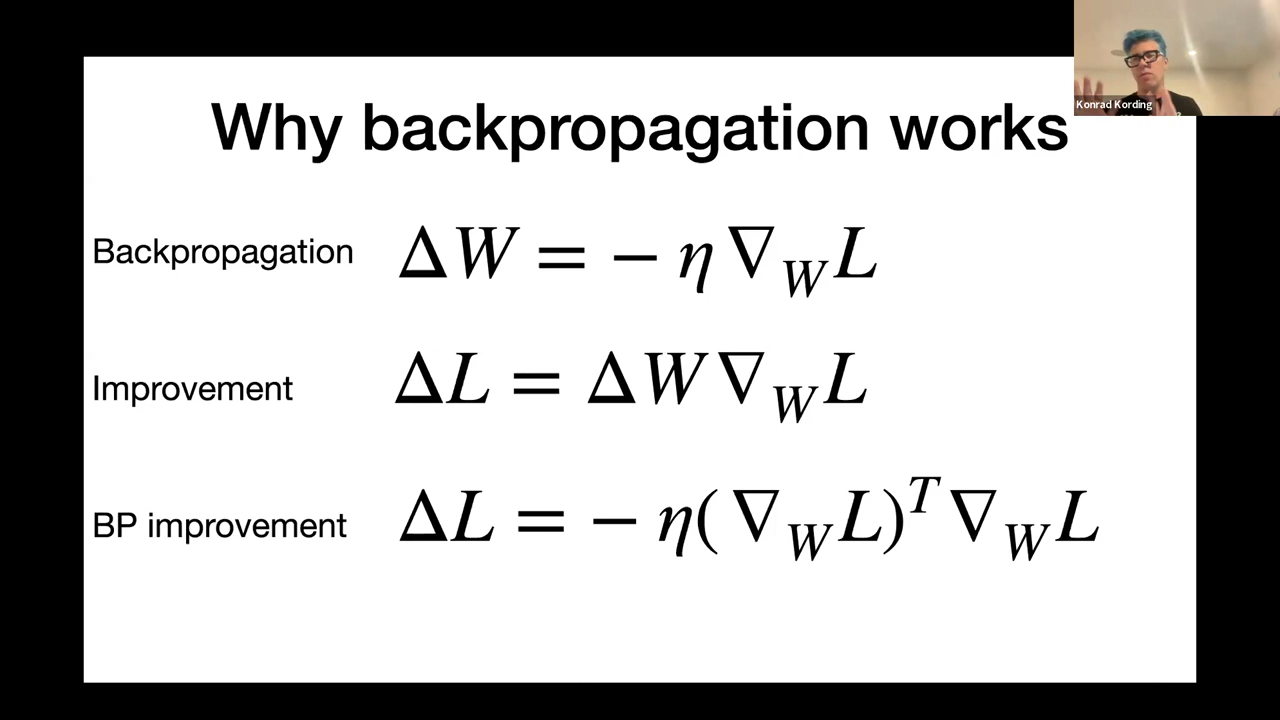 Konrad Kording
Why backpropagation works
Backpropagation ΔW = − η ∇_W L
Improvement ΔL = ΔW ∇_W L
BP improvement ΔL = − η( ∇_W L)^T ∇_W L